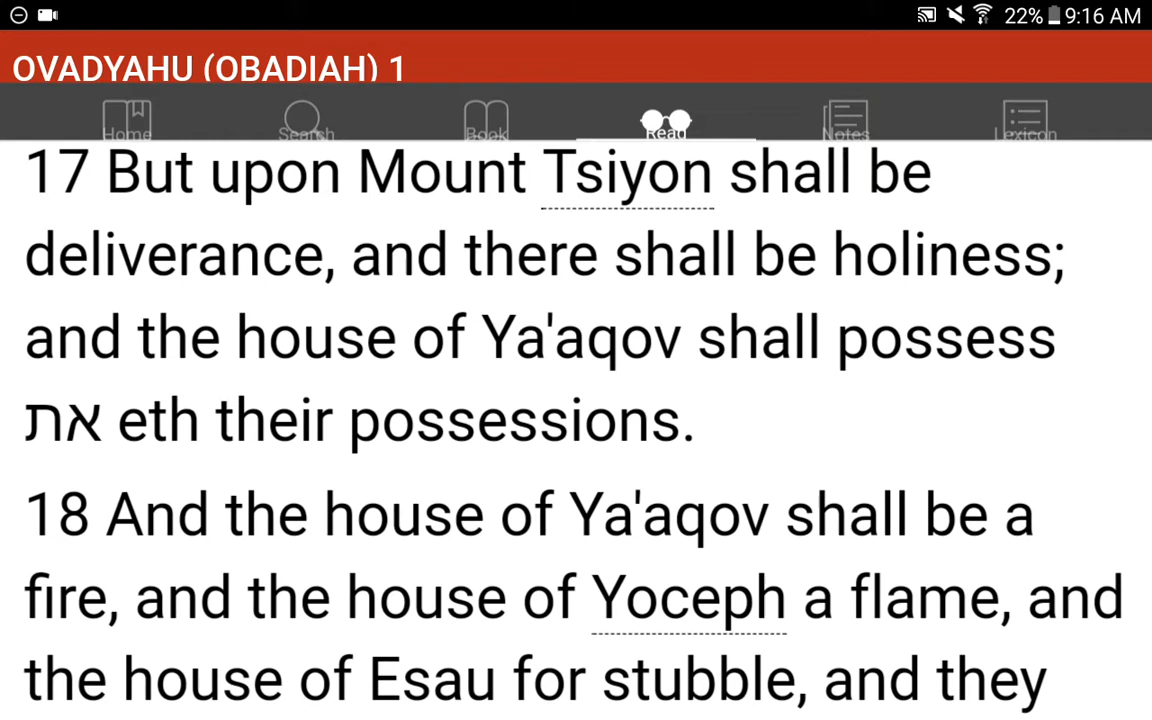 22% 9:16 AM
OVADYAHU (OBADIAH) 1
Home Search Book Read Notes Lexicon
17 But upon Mount Tsiyon shall be
deliverance, and there shall be holiness;
and the house of Ya'aqov shall possess
את eth their possessions.
18 And the house of Ya'aqov shall be a
fire, and the house of Yoceph a flame, and
the house of Esau for stubble, and they